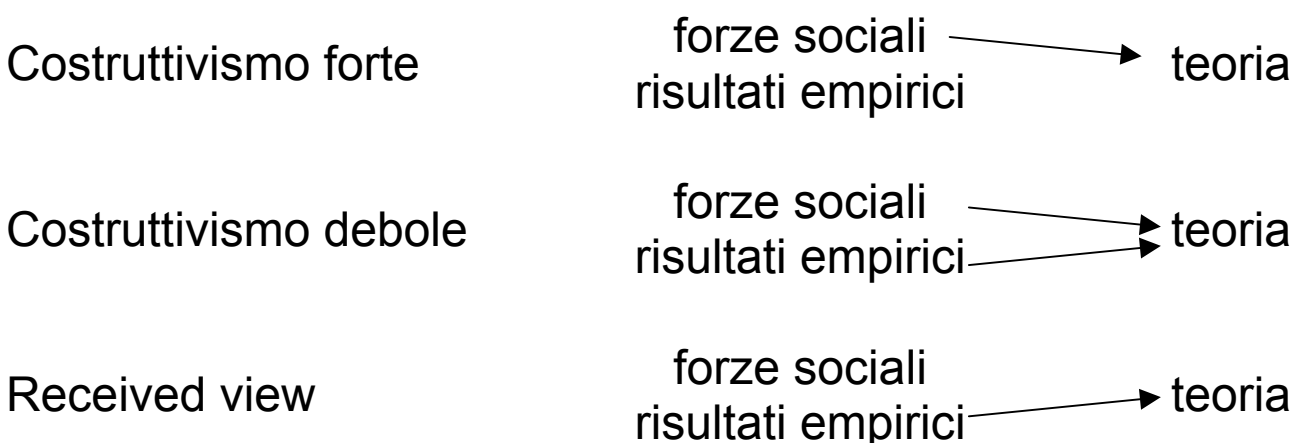 forze sociali
Costruttivismo forte teoria
risultati empirici
forze sociali
Costruttivismo debole teoria
risultati empirici
forze sociali
Received view teoria
risultati empirici